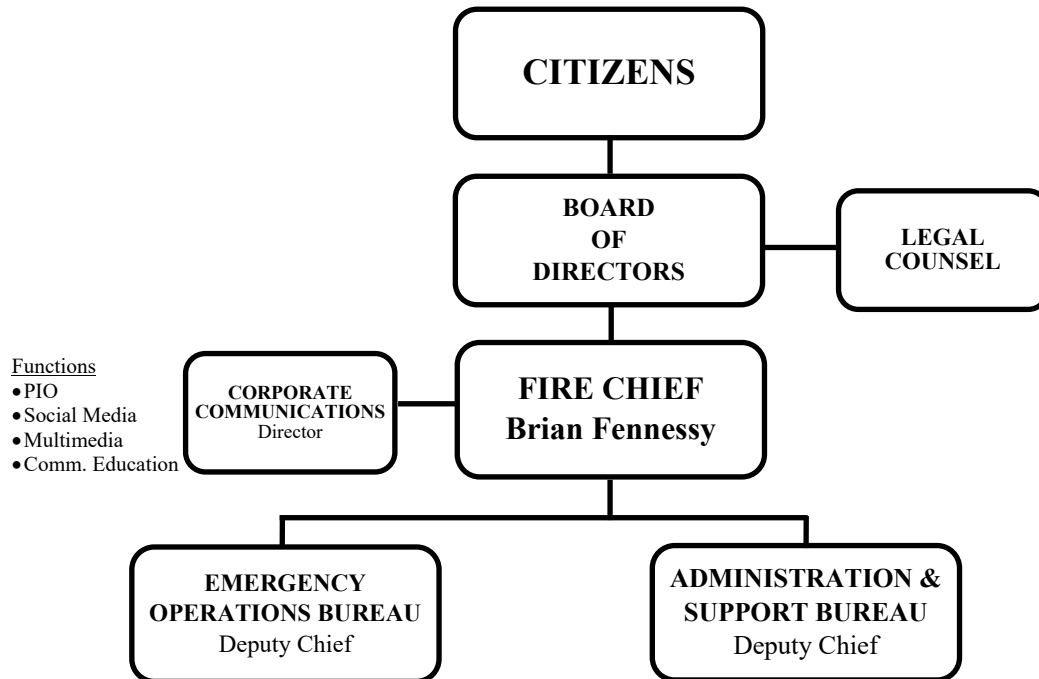 CITIZENS
BOARD
OF
DIRECTORS
LEGAL
COUNSEL
Functions
•PIO
•Social Media
•Multimedia
•Comm. Education
CORPORATE
COMMUNICATIONS
Director
FIRE CHIEF
Brian Fennessy
EMERGENCY
OPERATIONS BUREAU
Deputy Chief
ADMINISTRATION &
SUPPORT BUREAU
Deputy Chief